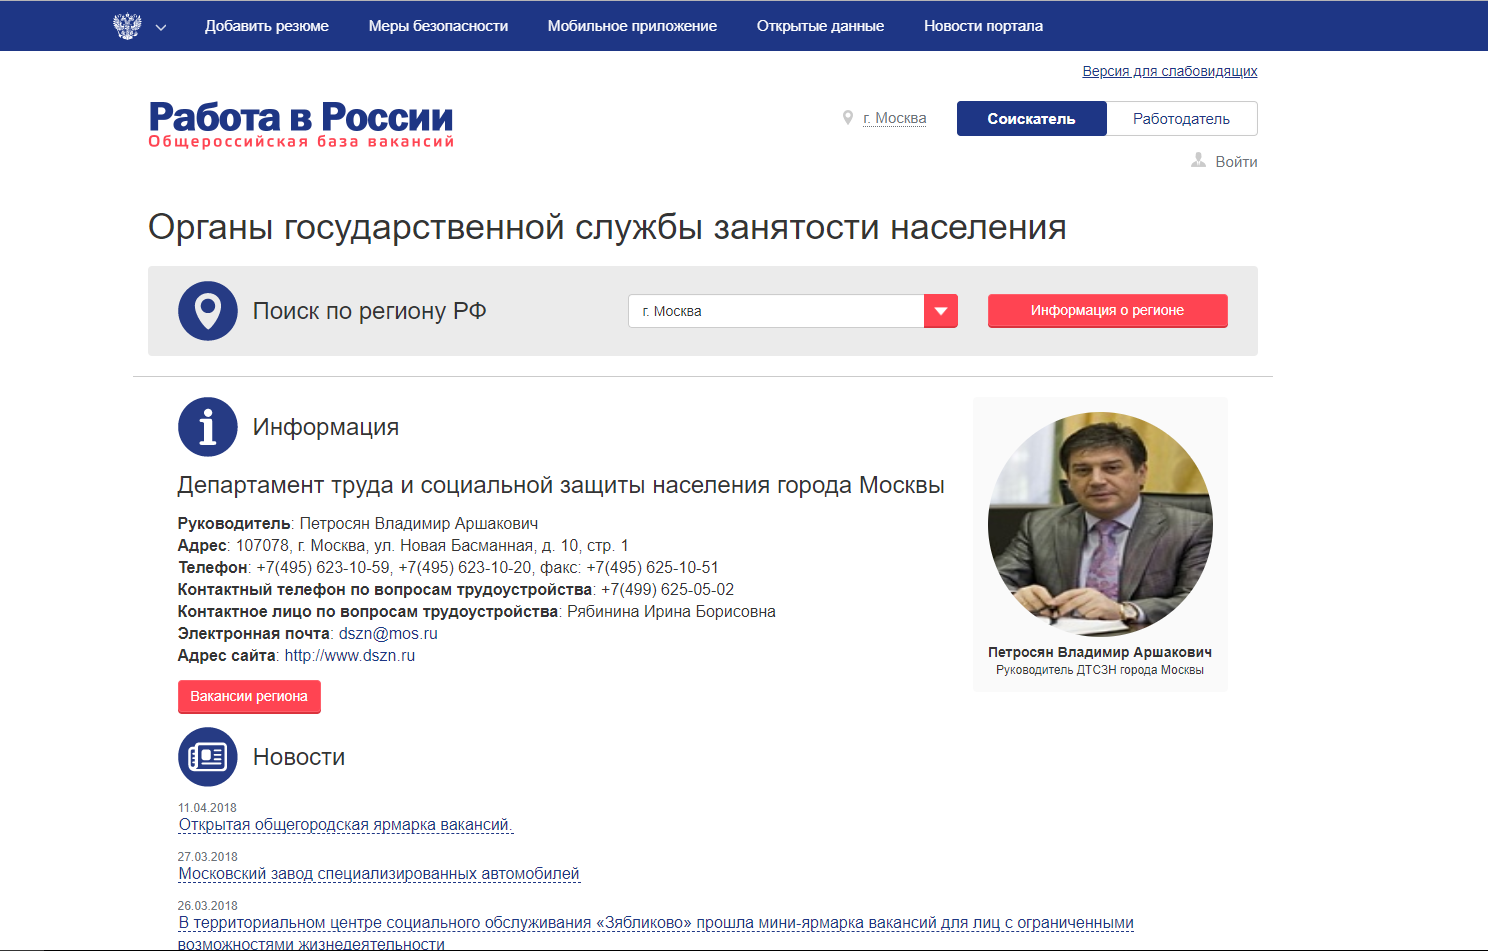 Добавить резюме Меры безопасности Мобильное приложение Открытые данные Новости портала
Версия для слабовидящих
Работа в России
Общероссийская база вакансий
г. Москва Соискатель Работодатель
Войти
Органы государственной службы занятости населения
Поиск по региону РФ г. Москва Информация о регионе
Информация
Департамент труда и социальной защиты населения города Москвы
Руководитель: Петросян Владимир Аршакович
Адрес: 107078, г. Москва, ул. Новая Басманная, д. 10, стр. 1
Телефон: +7(495) 623-10-59, +7(495) 623-10-20, факс: +7(495) 625-10-51
Контактный телефон по вопросам трудоустройства: +7(499) 625-05-02
Контактное лицо по вопросам трудоустройства: Рябинина Ирина Борисовна
Электронная почта: dszn@mos.ru
Адрес сайта: http://www.dszn.ru
Петросян Владимир Аршакович
Руководитель ДТСЗН города Москвы
Вакансии региона
Новости
11.04.2018
Открытая общегородская ярмарка вакансий.
27.03.2018
Московский завод специализированных автомобилей
26.03.2018
В территориальном центре социального обслуживания «Зябликово» прошла мини-ярмарка вакансий для лиц с ограниченными
возможностями жизнедеятельности